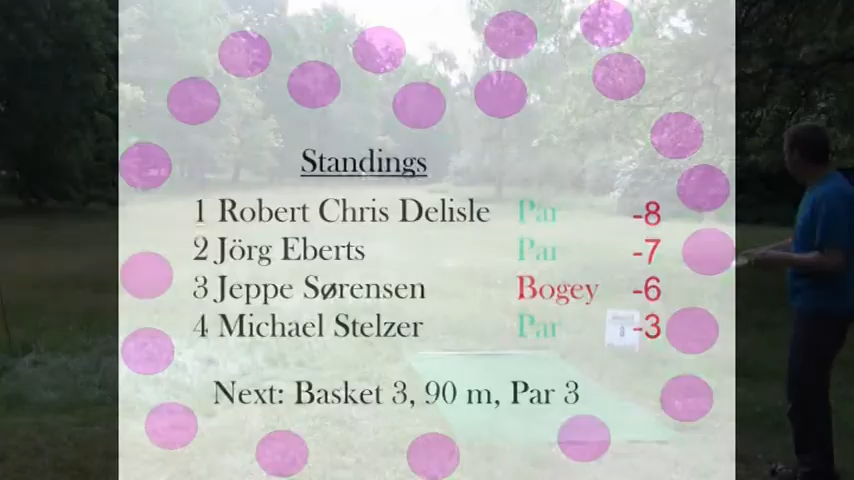 Standings
1 Robert Chris Delisle Par -8
2 Jörg Eberts Par -7
3 Jeppe Sørensen Bogey -6
4 Michael Stelzer Par -3
Next: Basket 3, 90 m, Par 3